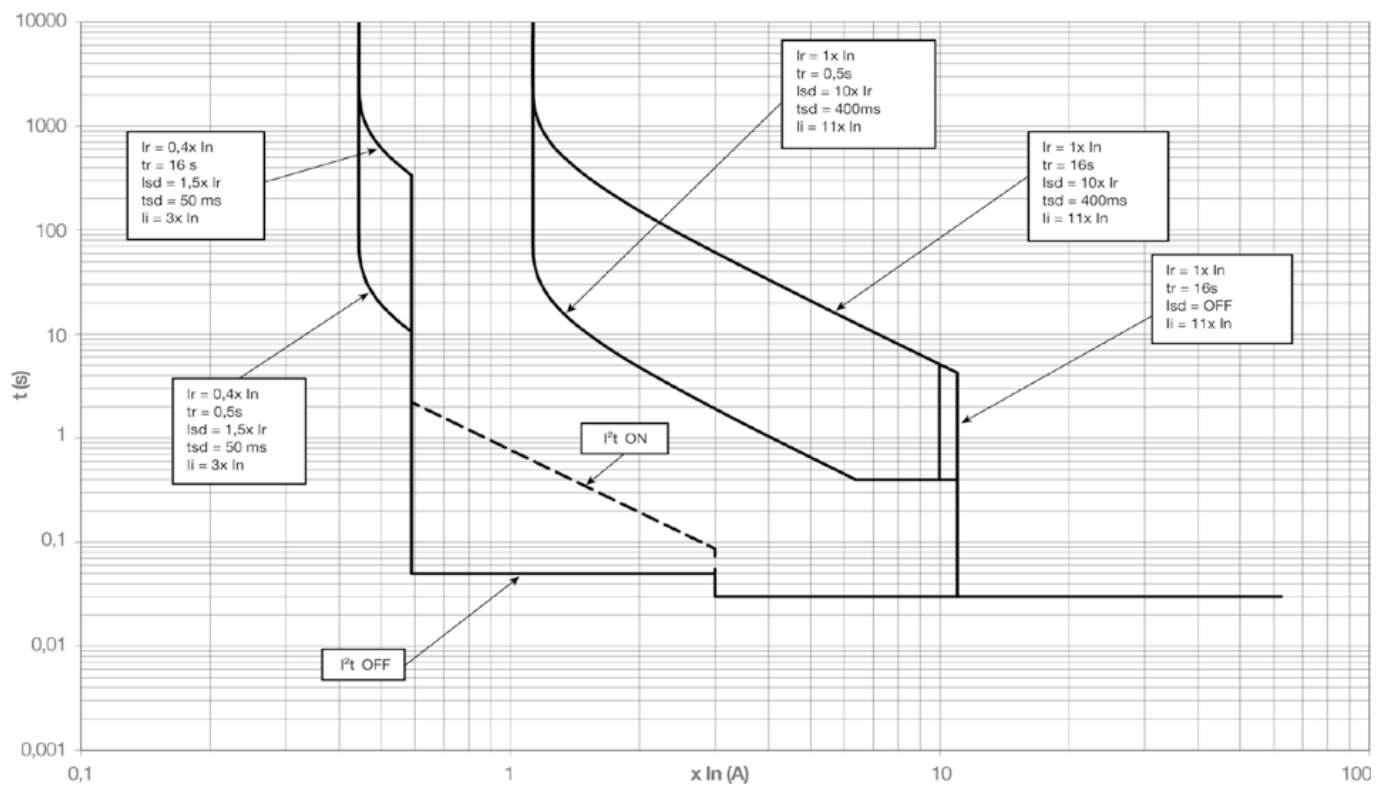 10000
1000
100
10
1
0,1
0,01
0,001
t (s)
0,1
1
x In (A)
10
100
Ir = 0,4x In
tr = 16 s
Isd = 1,5x Ir
tsd = 50 ms
Ii = 3x In
Ir = 0,4x In
tr = 0,5s
Isd = 1,5x Ir
tsd = 50 ms
Ii = 3x In
Ir = 1x In
tr = 0,5s
Isd = 10x Ir
tsd = 400ms
Ii = 11x In
Ir = 1x In
tr = 16s
Isd = 10x Ir
tsd = 400ms
Ii = 11x In
Ir = 1x In
tr = 16s
Isd = OFF
Ii = 11x In
I²t ON
I²t OFF